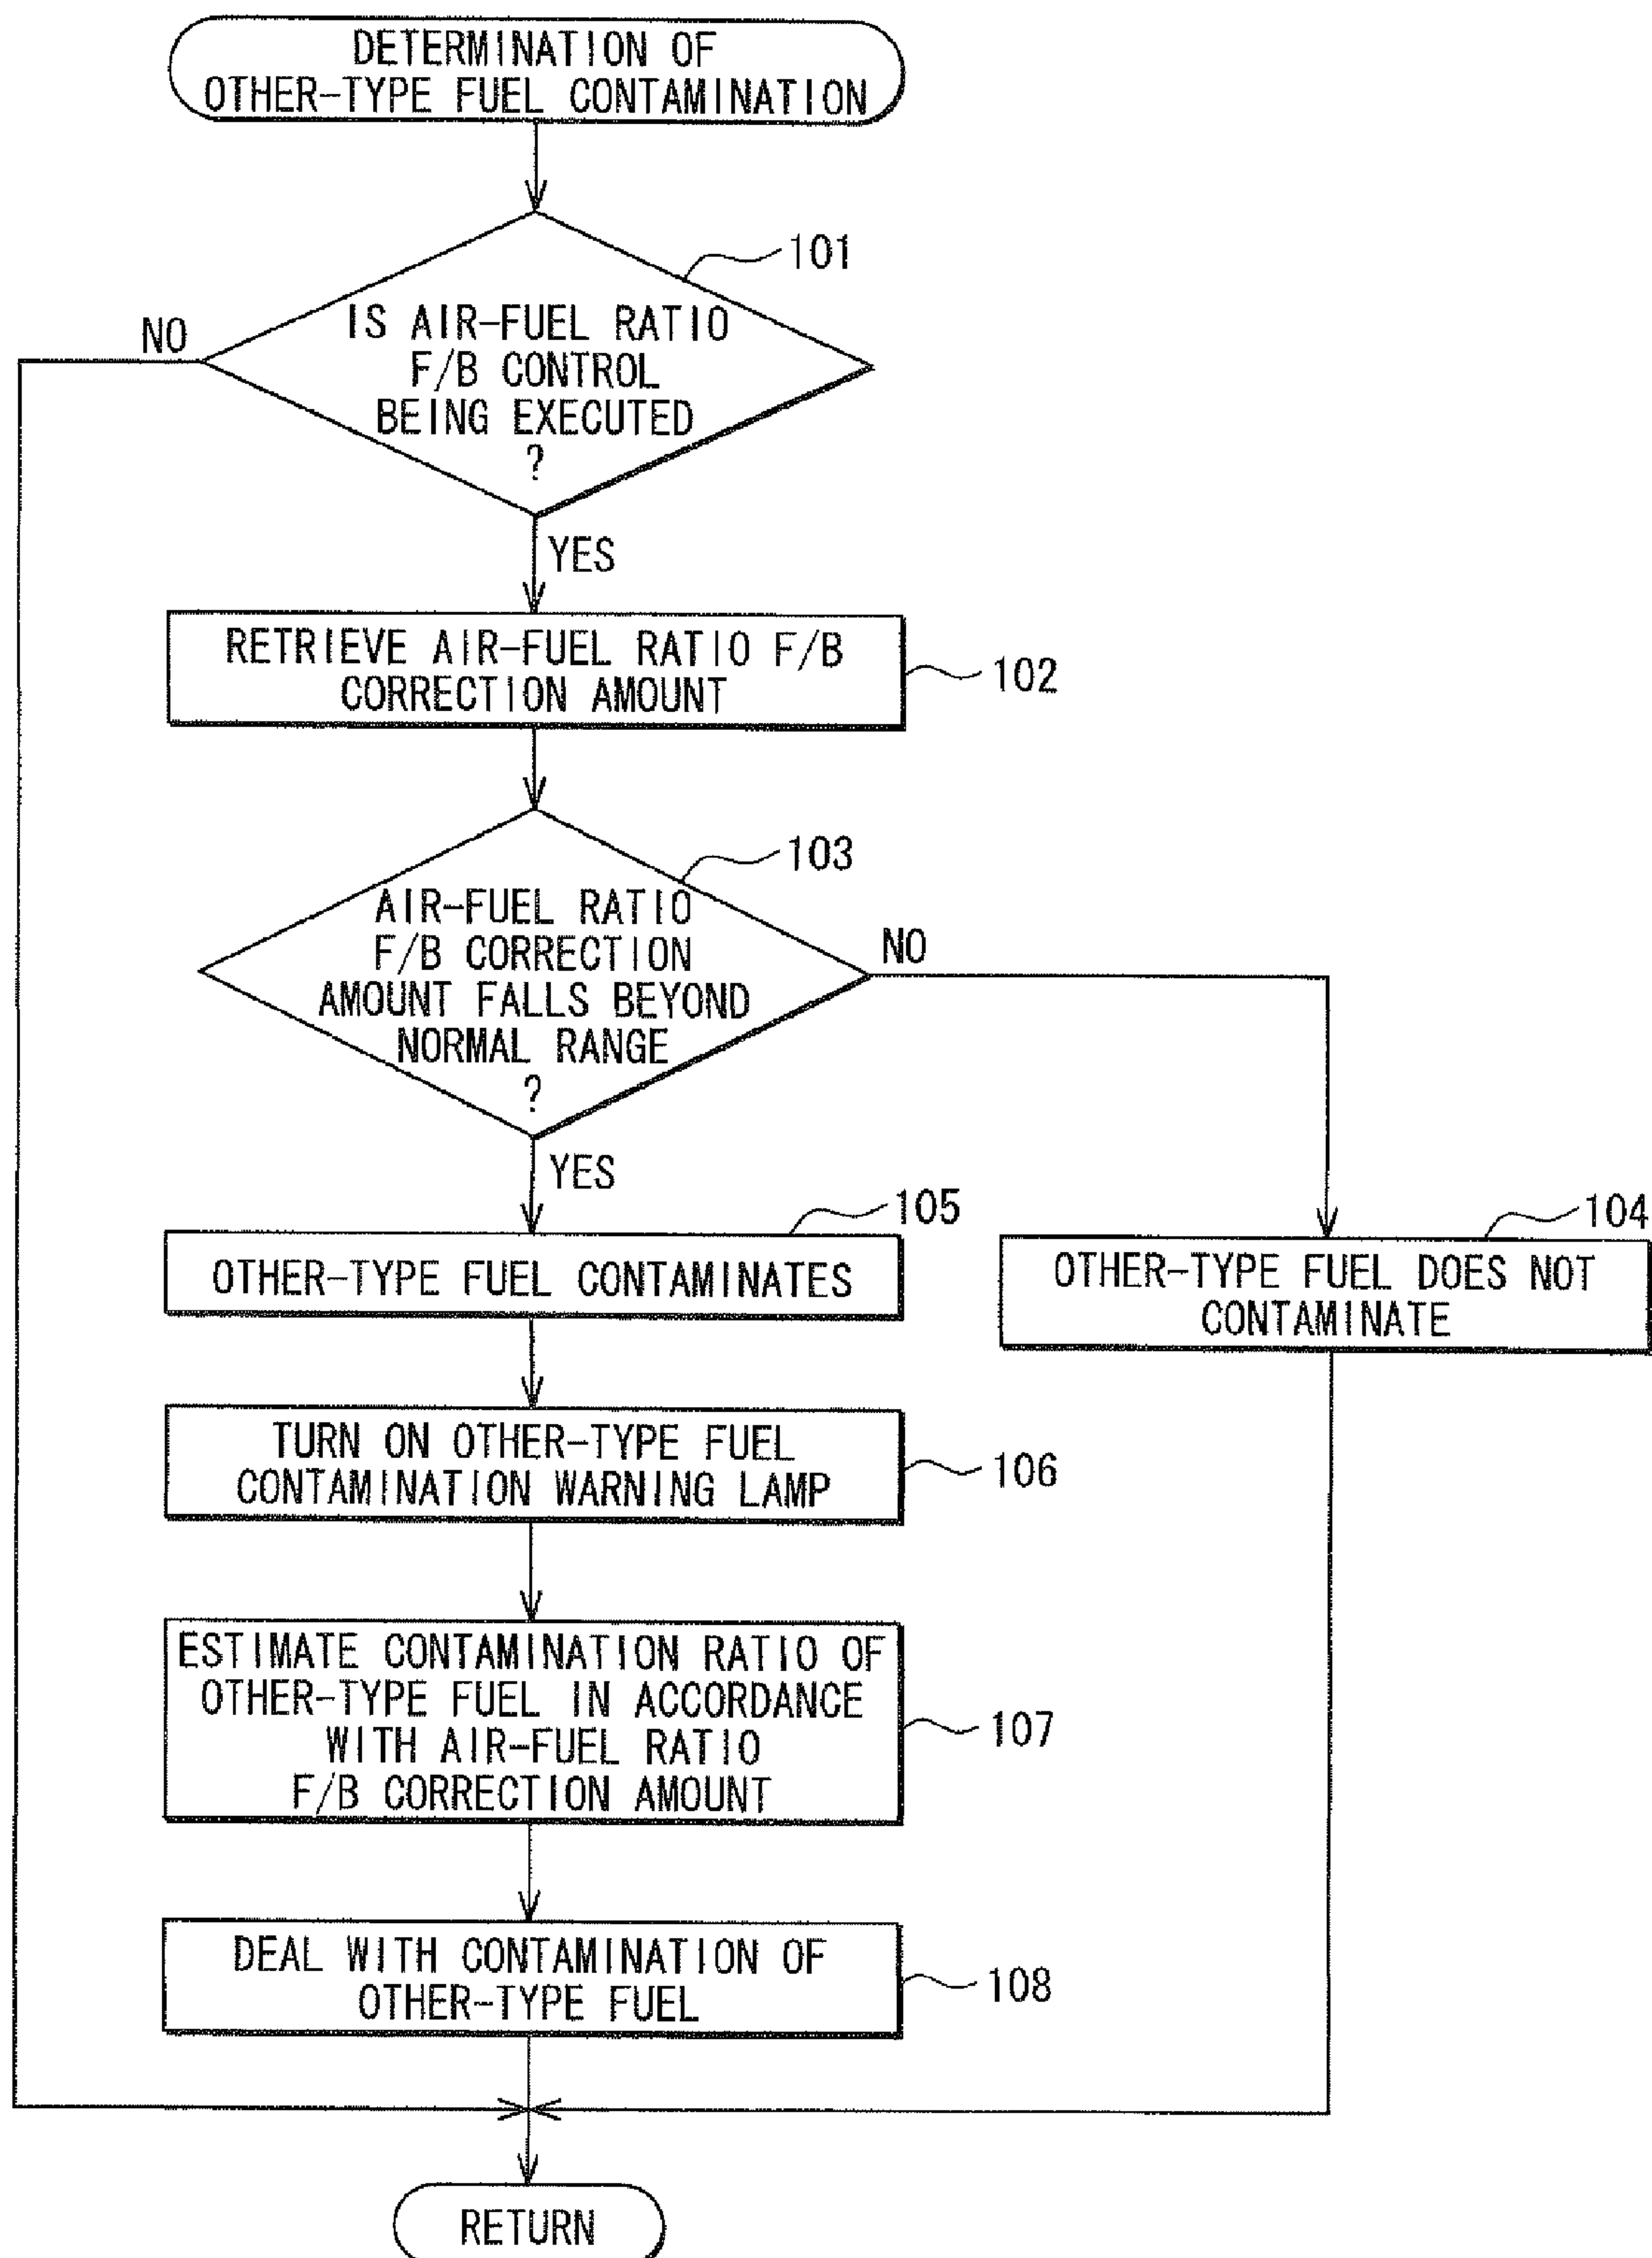 DETERMINATION OF
OTHER-TYPE FUEL CONTAMINATION
101
NO
IS AIR-FUEL RATIO
F/B CONTROL
BEING EXECUTED
?
YES
RETRIEVE AIR-FUEL RATIO F/B
CORRECTION AMOUNT
102
103
AIR-FUEL RATIO
F/B CORRECTION
AMOUNT FALLS BEYOND
NORMAL RANGE
?
NO
YES
105
OTHER-TYPE FUEL CONTAMINATES
104
OTHER-TYPE FUEL DOES NOT
CONTAMINATE
TURN ON OTHER-TYPE FUEL
CONTAMINATION WARNING LAMP
106
ESTIMATE CONTAMINATION RATIO OF
OTHER-TYPE FUEL IN ACCORDANCE
WITH AIR-FUEL RATIO
F/B CORRECTION AMOUNT
107
DEAL WITH CONTAMINATION OF
OTHER-TYPE FUEL
108
RETURN